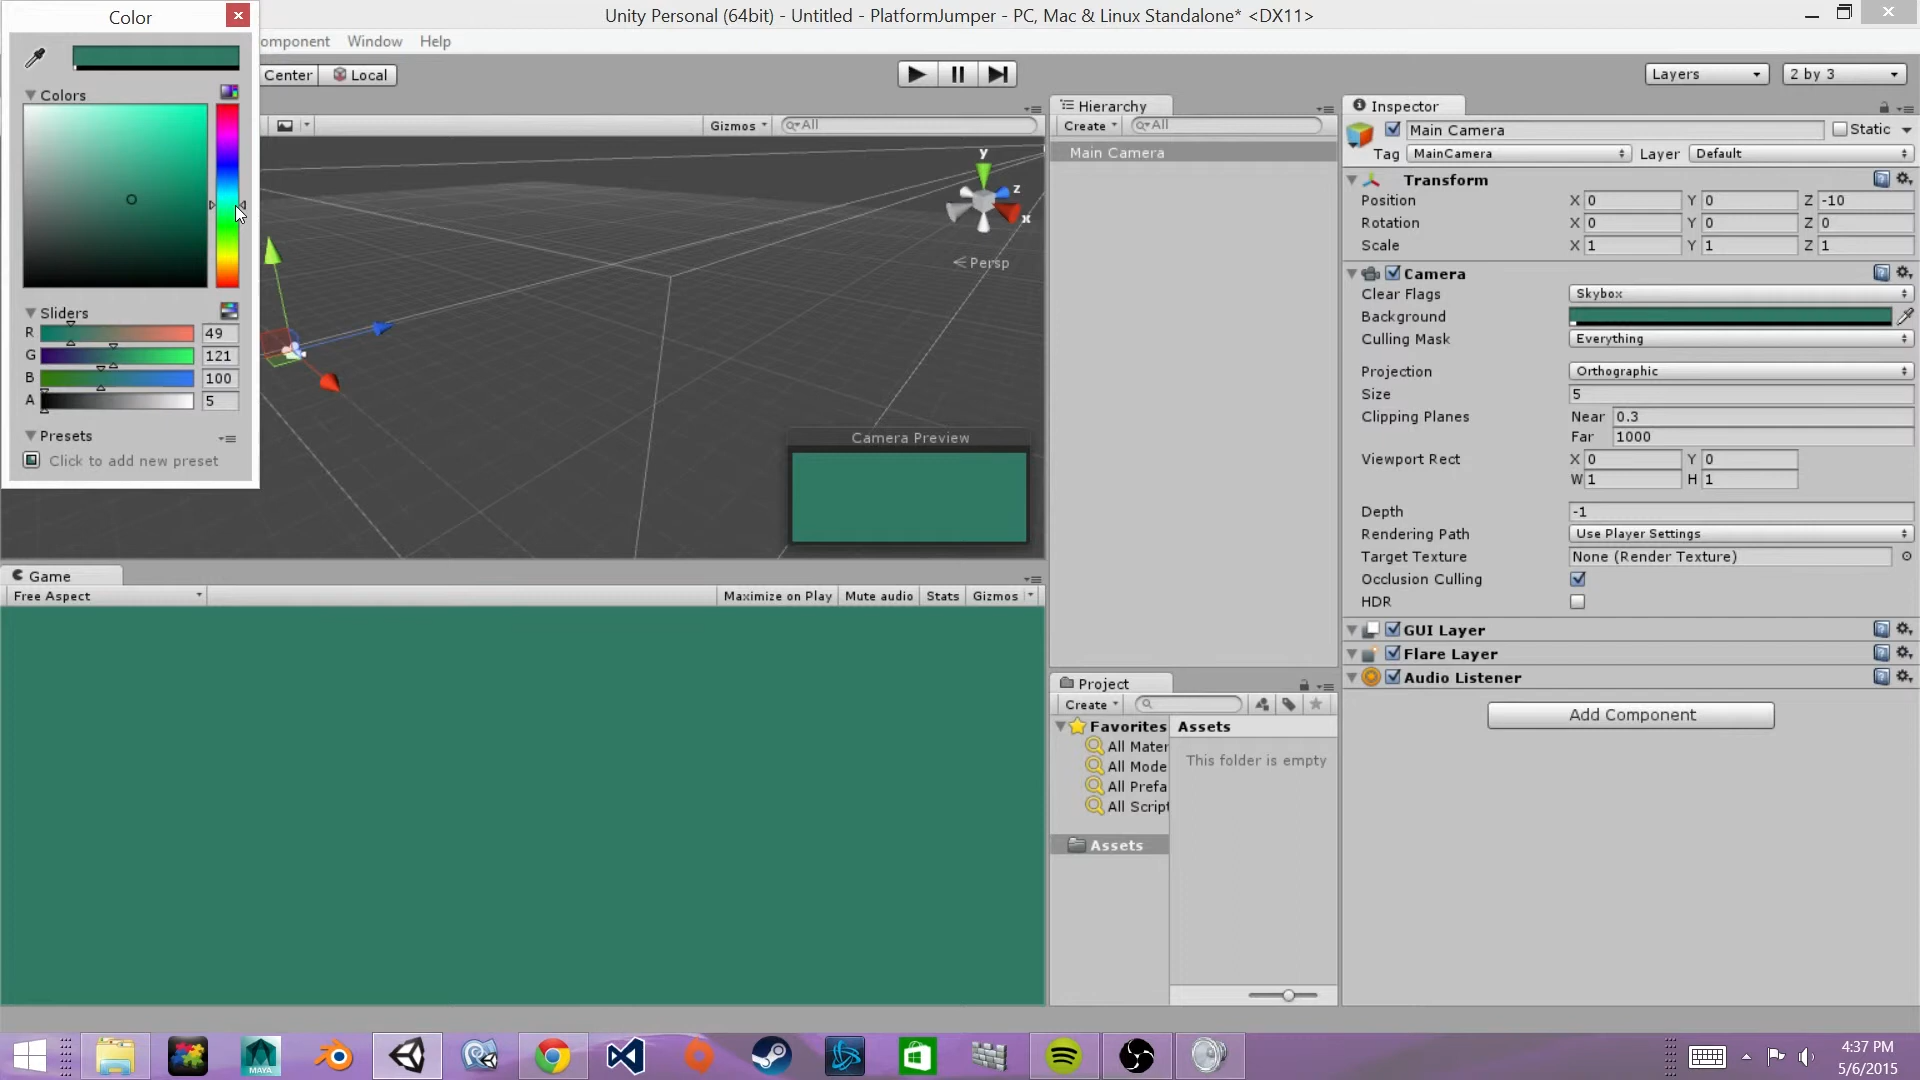 Color
Unity Personal (64bit) - Untitled - PlatformJumper - PC, Mac & Linux Standalone* <DX11>
omponent Window Help
Center Local
Layers
2 by 3
Colors
Gizmos
All
Hierarchy
Create
All
Main Camera
Inspector
Main Camera
Static
Tag MainCamera Layer Default
Transform
Position X 0 Y 0 Z -10
Rotation X 0 Y 0 Z 0
Scale X 1 Y 1 Z 1
y
z
x
Persp
Camera
Clear Flags Skybox
Background
Culling Mask Everything
Projection Orthographic
Size 5
Clipping Planes Near 0.3
Far 1000
Viewport Rect X 0 Y 0
W 1 H 1
Depth -1
Rendering Path Use Player Settings
Target Texture None (Render Texture)
Occlusion Culling
HDR
GUI Layer
Flare Layer
Audio Listener
Add Component
Sliders
R 49
G 121
B 100
A 5
Presets
Click to add new preset
Camera Preview
Game
Free Aspect
Maximize on Play Mute audio Stats Gizmos
Project
Create
Favorites
All Mater
All Mode
All Prefa
All Script
Assets
Assets
This folder is empty
MAYA
4:37 PM
5/6/2015